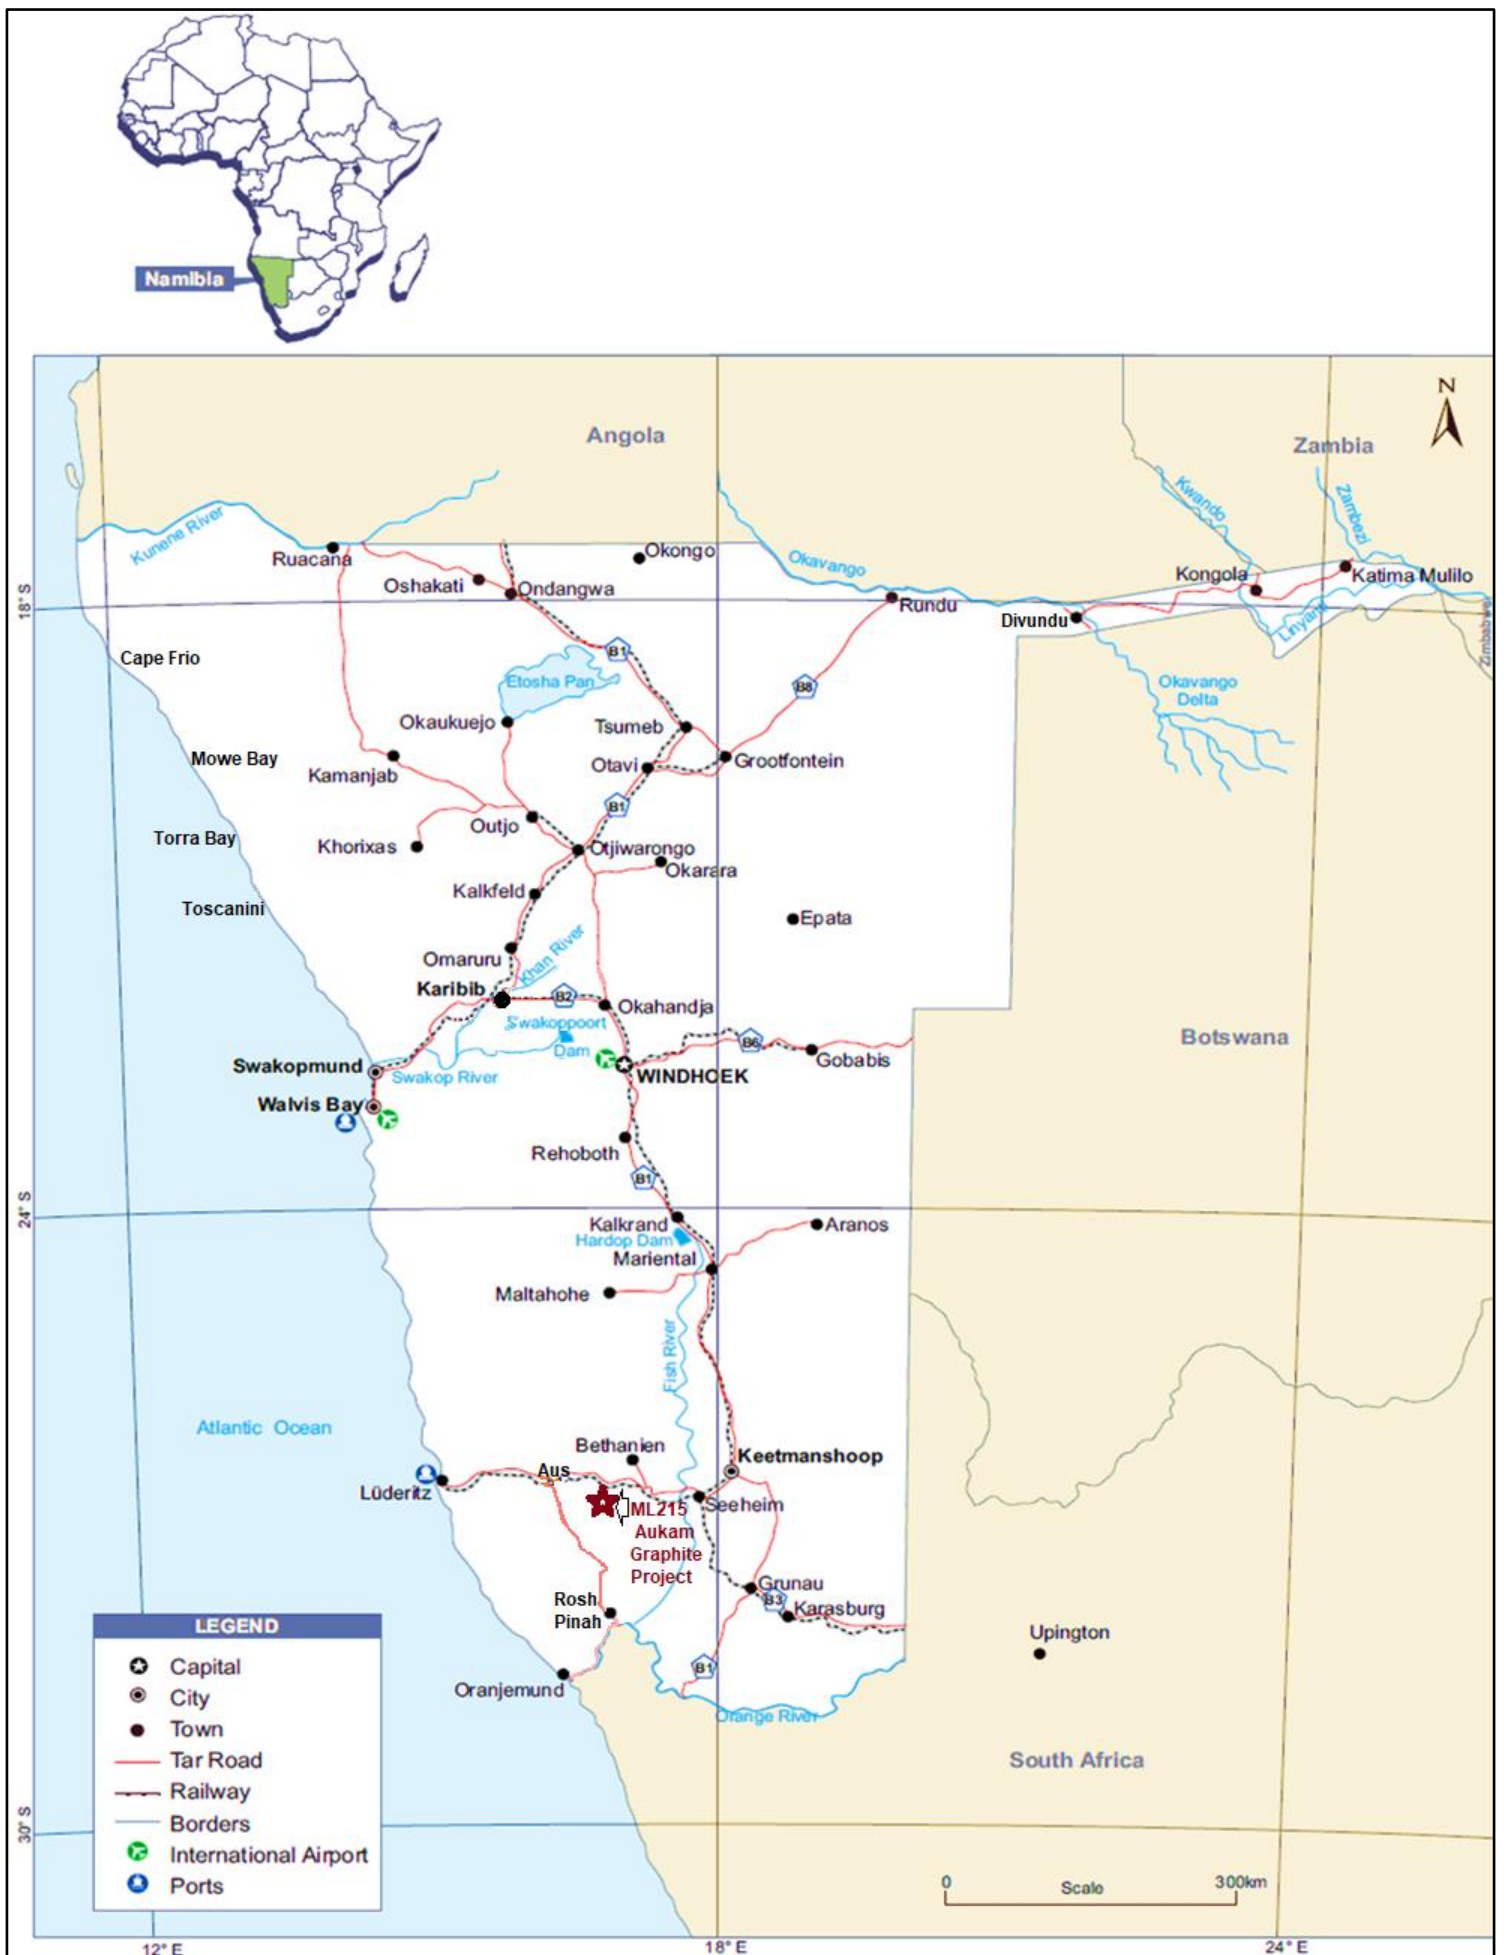 Namibia
N
Angola
Zambia
Kwando
Zambezi
Kunene River
Ruacana
Okongo
Okavango
Oshakati
Ondangwa
Kongola
Katima Mulilo
18° S
Rundu
Divundu
Linyanti
Zimbabwe
Cape Frio
B1
Etosha Pan
B8
Okavango
Delta
Okaukuejo
Tsumeb
Mowe Bay
Kamanjab
Otavi
Grootfontein
B1
Outjo
Torra Bay
Khorixas
Otjiwarongo
Okarara
Kalkfeld
Toscanini
Epata
Omaruru
Khan River
Karibib
B2
Okahandja
Swakoppoort
Dam
B6
Botswana
Gobabis
Swakopmund
Swakop River
WINDHOEK
Walvis Bay
Rehoboth
B1
24° S
Kalkrand
Aranos
Hardop Dam
Mariental
Maltahohe
Fish River
Atlantic Ocean
Bethanien
Keetmanshoop
Aus
Lüderitz
Seeheim
ML215
Aukam
Graphite
Project
Grunau
B3
Karasburg
Rosh
Pinah
Upington
B1
Oranjemund
Orange River
South Africa
LEGEND
Capital
City
Town
Tar Road
Railway
Borders
International Airport
Ports
30° S
0
300km
Scale
12° E
18° E
24° E